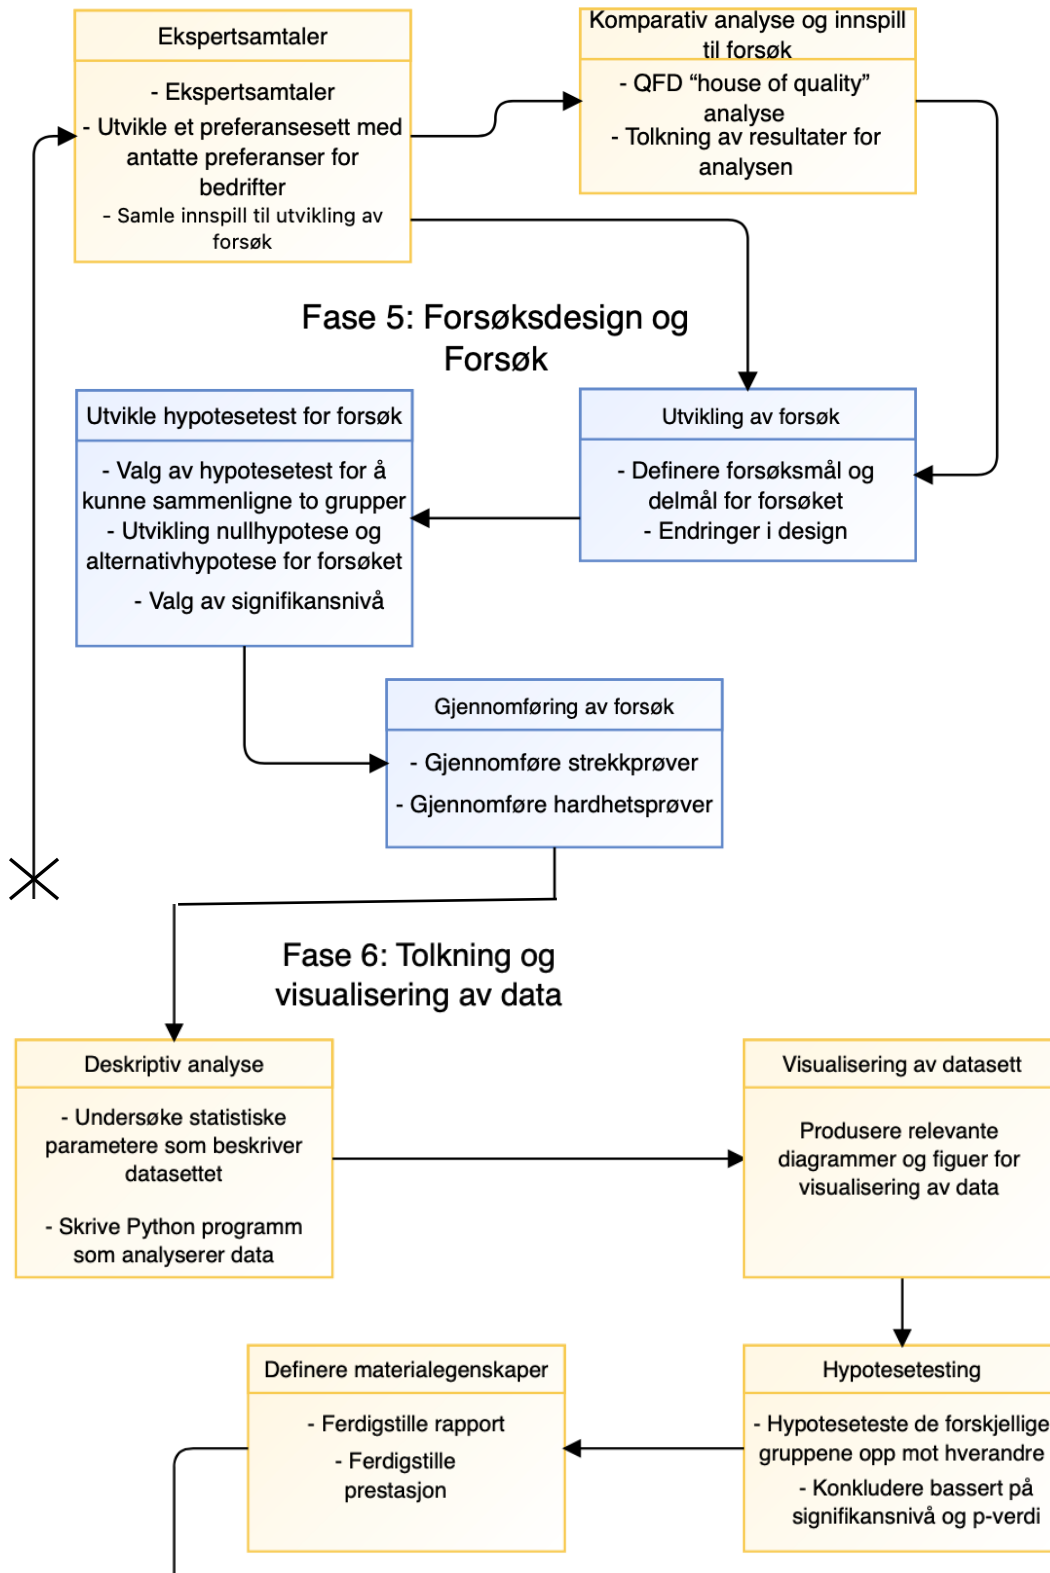 Ekspertsamtaler
- Ekspertsamtaler
- Utvikle et preferansesett med
antatte preferanser for
bedrifter
- Samle innspill til utvikling av
forsøk
Komparativ analyse og innspill
til forsøk
- QFD “house of quality”
analyse
- Tolkning av resultater for
analysen
Fase 5: Forsøksdesign og
Forsøk
Utvikling av forsøk
- Definere forsøksmål og
delmål for forsøket
- Endringer i design
Utvikle hypotesetest for forsøk
- Valg av hypotesetest for å
kunne sammenligne to grupper
- Utvikling nullhypotese og
alternativhypotese for forsøket
- Valg av signifikansnivå
Gjennomføring av forsøk
- Gjennomføre strekkprøver
- Gjennomføre hardhetsprøver
Fase 6: Tolkning og
visualisering av data
Deskriptiv analyse
- Undersøke statistiske
parametere som beskriver
datasettet
- Skrive Python programm
som analyserer data
Visualisering av datasett
Produsere relevante
diagrammer og figuer for
visualisering av data
Hypotesetesting
- Hypoteseteste de forskjellige
gruppene opp mot hverandre
- Konkludere bassert på
signifikansnivå og p-verdi
Definere materialegenskaper
- Ferdigstille rapport
- Ferdigstille
prestasjon